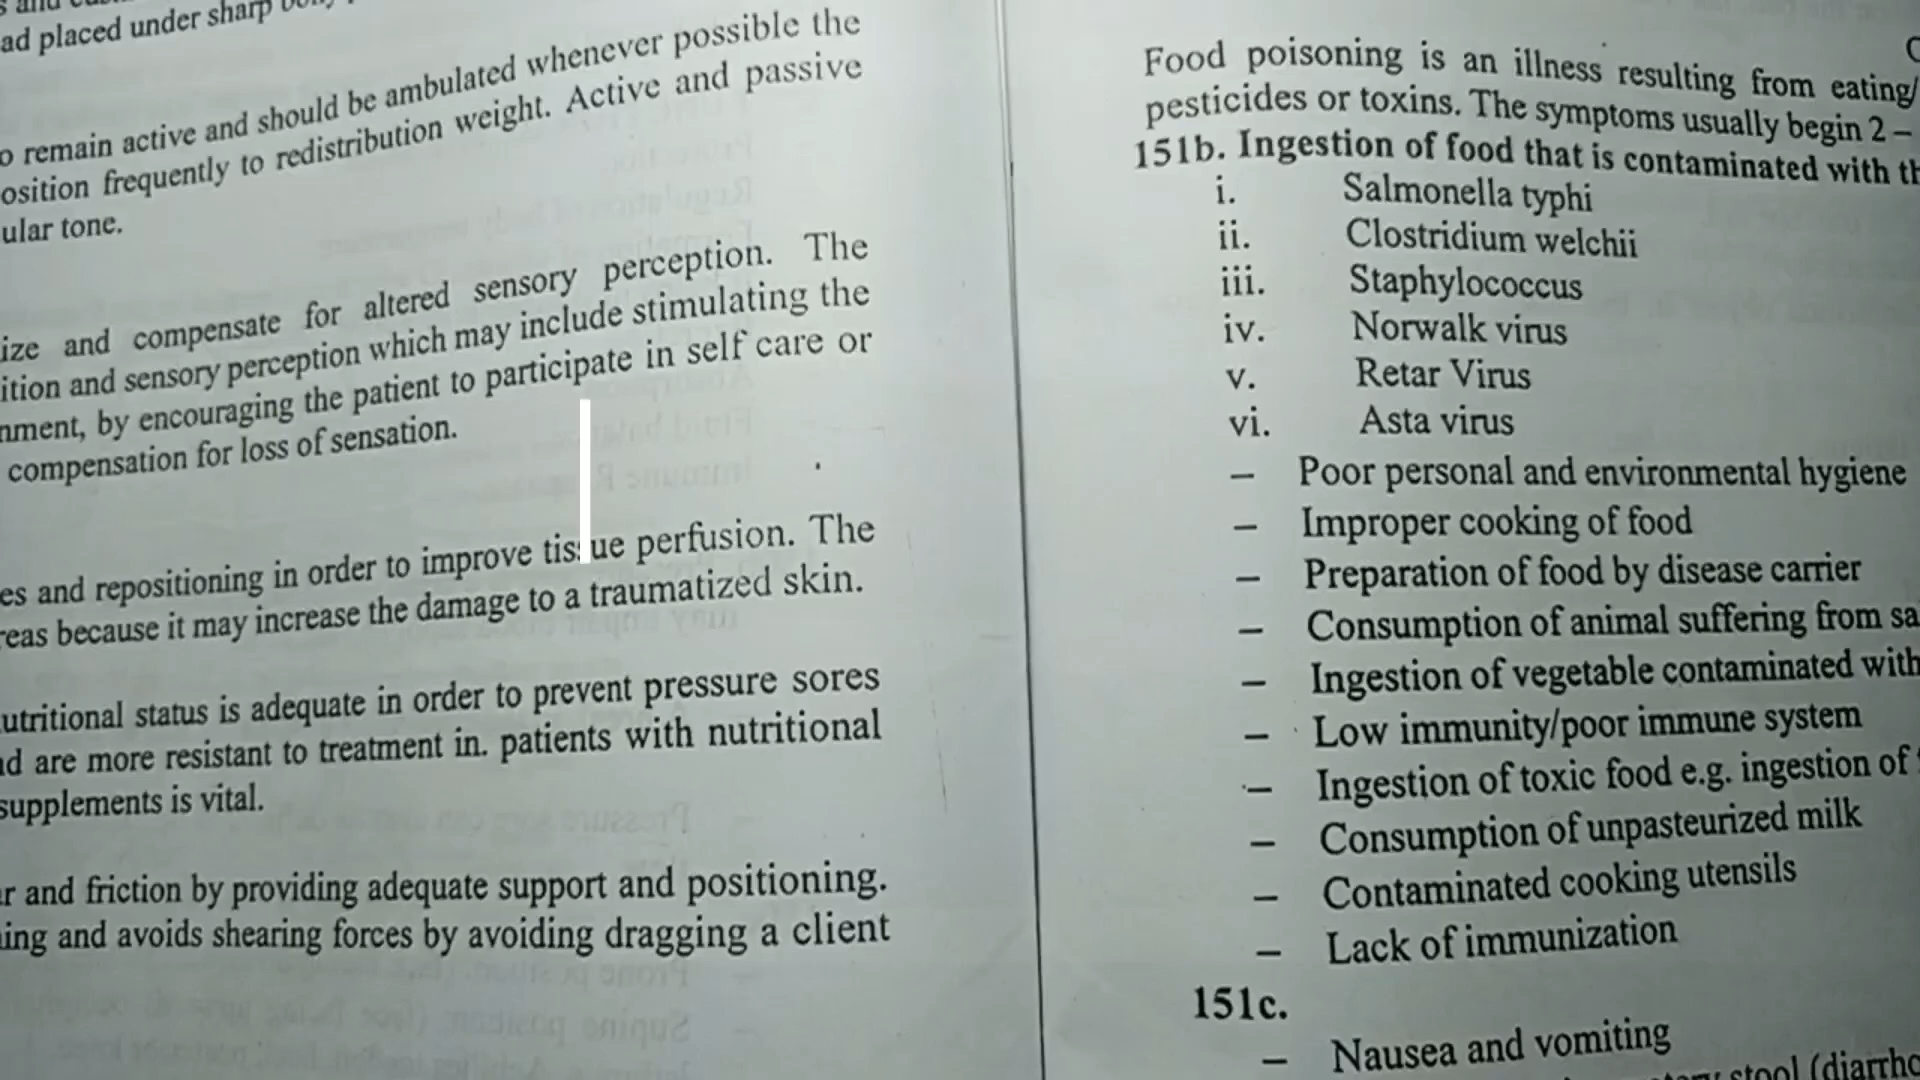 ad placed under sharp
o remain active and should be ambulated whenever possible the
osition frequently to redistribution weight. Active and passive
ular tone.
ize and compensate for altered sensory perception. The
ition and sensory perception which may include stimulating the
nment, by encouraging the patient to participate in self care or
compensation for loss of sensation.
es and repositioning in order to improve tissue perfusion. The
reas because it may increase the damage to a traumatized skin.
utritional status is adequate in order to prevent pressure sores
nd are more resistant to treatment in. patients with nutritional
supplements is vital.
r and friction by providing adequate support and positioning.
ing and avoids shearing forces by avoiding dragging a client
Food poisoning is an illness resulting from eating/
pesticides or toxins. The symptoms usually begin 2 –
151b. Ingestion of food that is contaminated with th
i. Salmonella typhi
ii. Clostridium welchii
iii. Staphylococcus
iv. Norwalk virus
v. Retar Virus
vi. Asta virus
– Poor personal and environmental hygiene
– Improper cooking of food
– Preparation of food by disease carrier
– Consumption of animal suffering from sa
– Ingestion of vegetable contaminated with
– Low immunity/poor immune system
– Ingestion of toxic food e.g. ingestion of
– Consumption of unpasteurized milk
– Contaminated cooking utensils
– Lack of immunization
151c.
– Nausea and vomiting
stool (diarrho